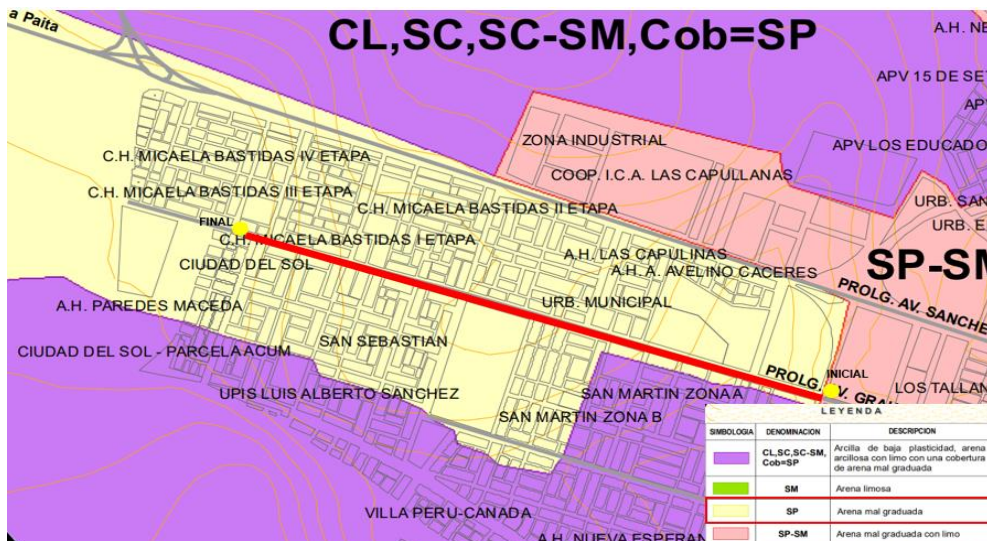 a Paita
CL,SC,SC-SM,Cob=SP
A.H. NE
APV 15 DE SE
AP
ZONA INDUSTRIAL
APV LOS EDUCADO
C.H. MICAELA BASTIDAS IV ETAPA
COOP. I.C.A. LAS CAPULLANAS
C.H. MICAELA BASTIDAS III ETAPA
URB. SAN
C.H. MICAELA BASTIDAS II ETAPA
FINAL
URB. E
C.H. MICAELA BASTIDAS I ETAPA
A.H. LAS CAPULINAS
CIUDAD DEL SOL
A.H. A. AVELINO CACERES
SP-SM
PROLG. AV. SANCHE
A.H. PAREDES MACEDA
URB. MUNICIPAL
SAN SEBASTIAN
CIUDAD DEL SOL - PARCELA ACUM
PROLG. AV. GRA
INICIAL
LOS TALLAN
UPIS LUIS ALBERTO SANCHEZ
SAN MARTIN ZONA A
SAN MARTIN ZONA B
VILLA PERU-CANADA
A.H. NUEVA ESPERAN
LEYENDA
SIMBOLOGIA DENOMINACION DESCRIPCION
CL,SC,SC-SM, Cob=SP Arcilla de baja plasticidad, arena
arcillosa con limo con una cobertura
de arena mal graduada
SM Arena limosa
SP Arena mal graduada
SP-SM Arena mal graduada con limo